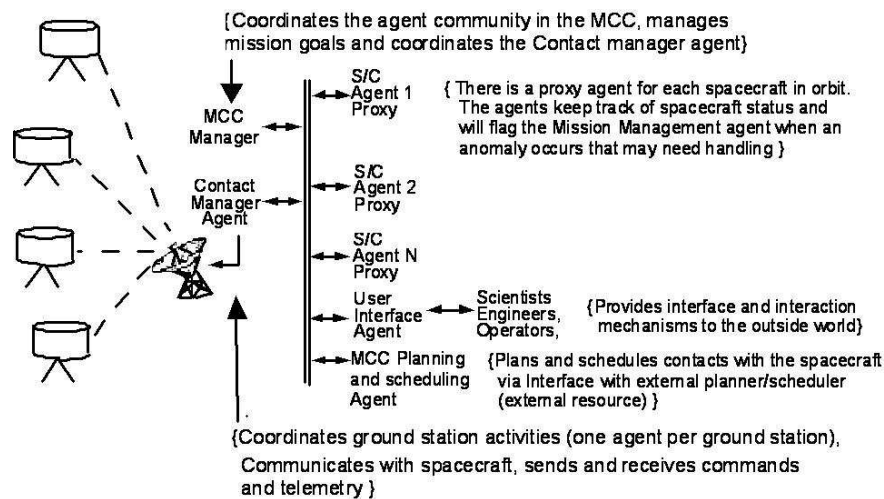 {Coordinates the agent community in the MCC, manages
mission goals and coordinates the Contact manager agent}
S/C
Agent 1
Proxy
{ There is a proxy agent for each spacecraft in orbit.
The agents keep track of spacecraft status and
will flag the Mission Management agent when an
anomaly occurs that may need handling }
MCC
Manager
Contact
Manager
Agent
S/C
Agent 2
Proxy
S/C
Agent N
Proxy
User
Interface
Agent
Scientists
Engineers,
Operators,
{Provides interface and interaction
mechanisms to the outside world}
MCC Planning
and scheduling
Agent
{Plans and schedules contacts with the spacecraft
via Interface with external planner/scheduler
(external resource) }
{Coordinates ground station activities (one agent per ground station),
Communicates with spacecraft, sends and receives commands
and telemetry }